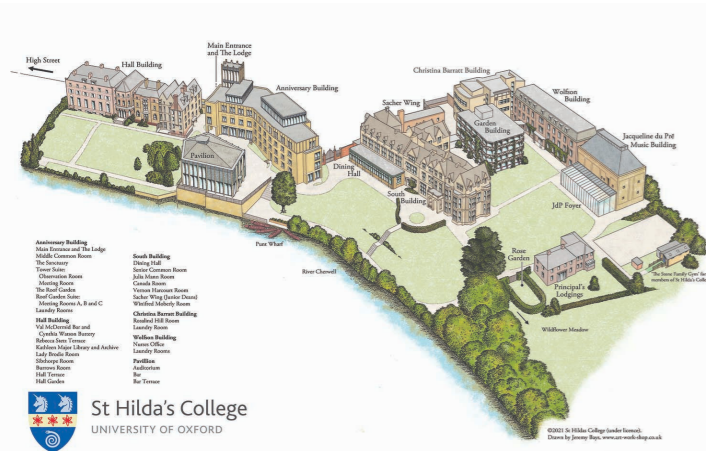 High Street
Hall Building
Main Entrance
and The Lodge
Anniversary Building
Pavilion
Sacher Wing
Dining
Hall
South
Building
Christina Barratt Building
Garden
Building
Wolfson
Building
Jacqueline du Pré
Music Building
JdP Foyer
Rose
Garden
Principal's
Lodgings
Punt Wharf
River Cherwell
Wildflower Meadow
members of St Hilda's Colle
Anniversary Building
Main Entrance and The Lodge
Middle Common Room
The Sanctuary
Tower Suite:
Observation Room
Meeting Room
The Roof Garden
Roof Garden Suite:
Meeting Rooms A, B and C
Laundry Rooms
Hall Building
Val McDermid Bar and
Cynthia Watson Buttery
Rebecca Stets Terrace
Kathleen Major Library and Archive
Lady Brodie Room
Sibthorpe Room
Burrows Room
Hall Terrace
Hall Garden
South Building
Dining Hall
Senior Common Room
Julia Mann Room
Canada Room
Vernon Harcourt Room
Sacher Wing (Junior Deans)
Winifred Moberly Room
Christina Barratt Building
Rosalind Hill Room
Laundry Room
Wolfson Building
Nurses Office
Laundry Rooms
Pavillion
Auditorium
Bar
Bar Terrace
St Hilda's College
UNIVERSITY OF OXFORD
©2021 St Hildas College (under licence).
Drawn by Jeremy Bays, www.art-work-shop.co.uk